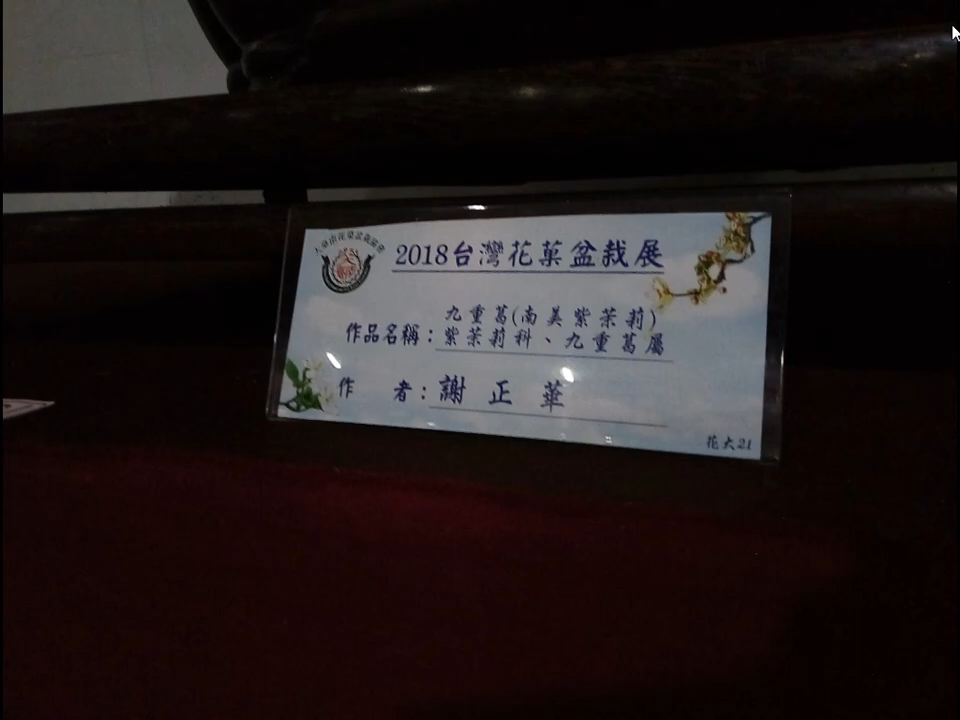 2018台灣花菓盆栽展
九重葛(南美紫茉莉)
作品名稱：紫茉莉科、九重葛屬
作 者：謝正華
花大21